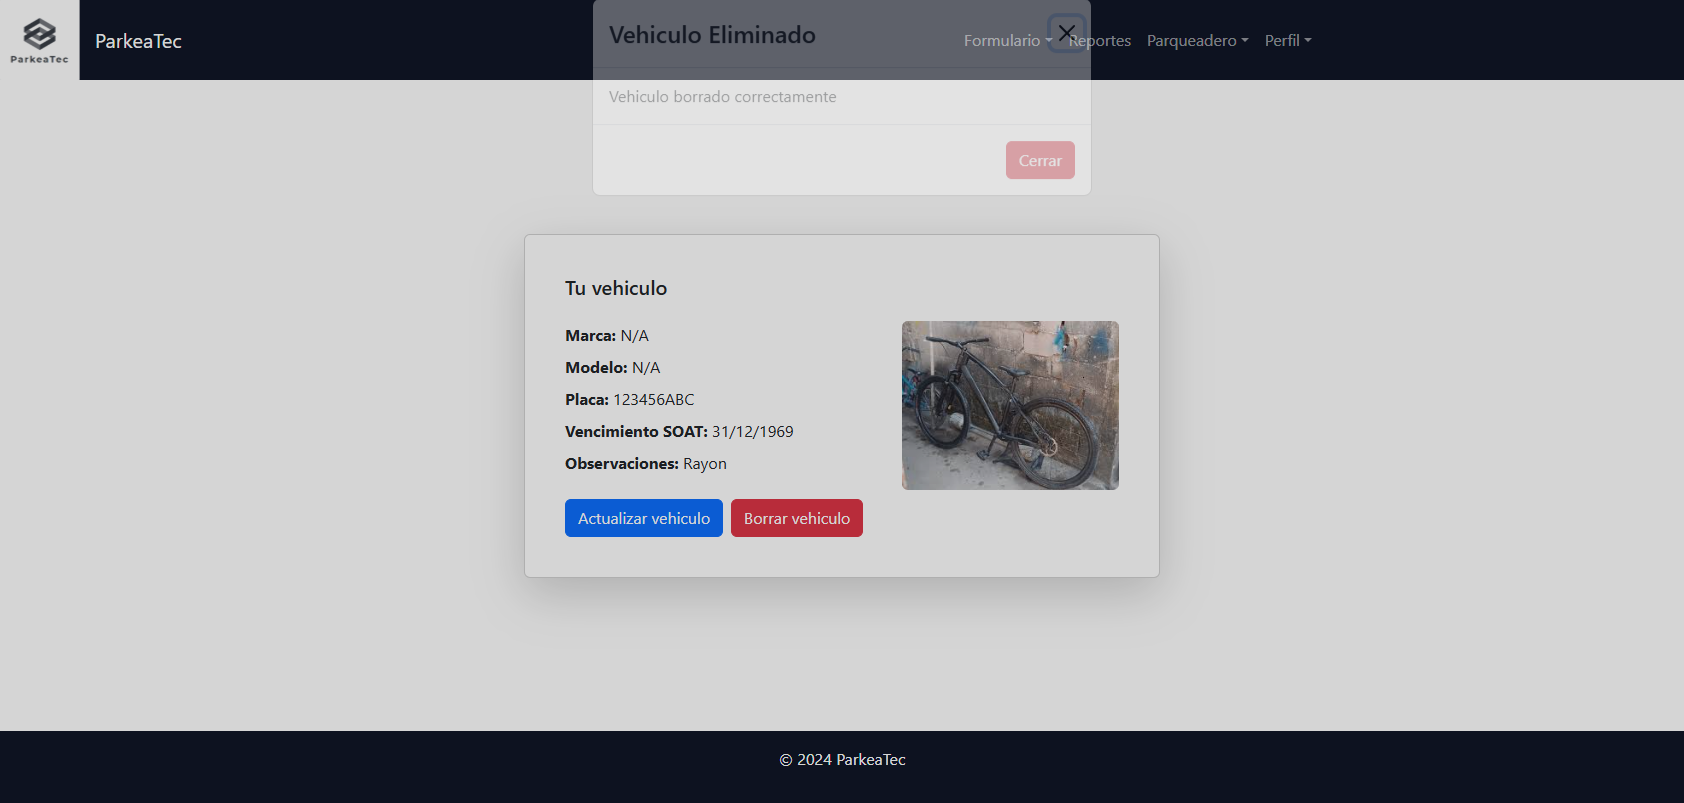 ParkeaTec
ParkeaTec
Formulario
Reportes
Parqueadero
Perfil
Vehiculo Eliminado
Vehiculo borrado correctamente
Cerrar
Tu vehiculo
Marca: N/A
Modelo: N/A
Placa: 123456ABC
Vencimiento SOAT: 31/12/1969
Observaciones: Rayon
Actualizar vehiculo
Borrar vehiculo
© 2024 ParkeaTec